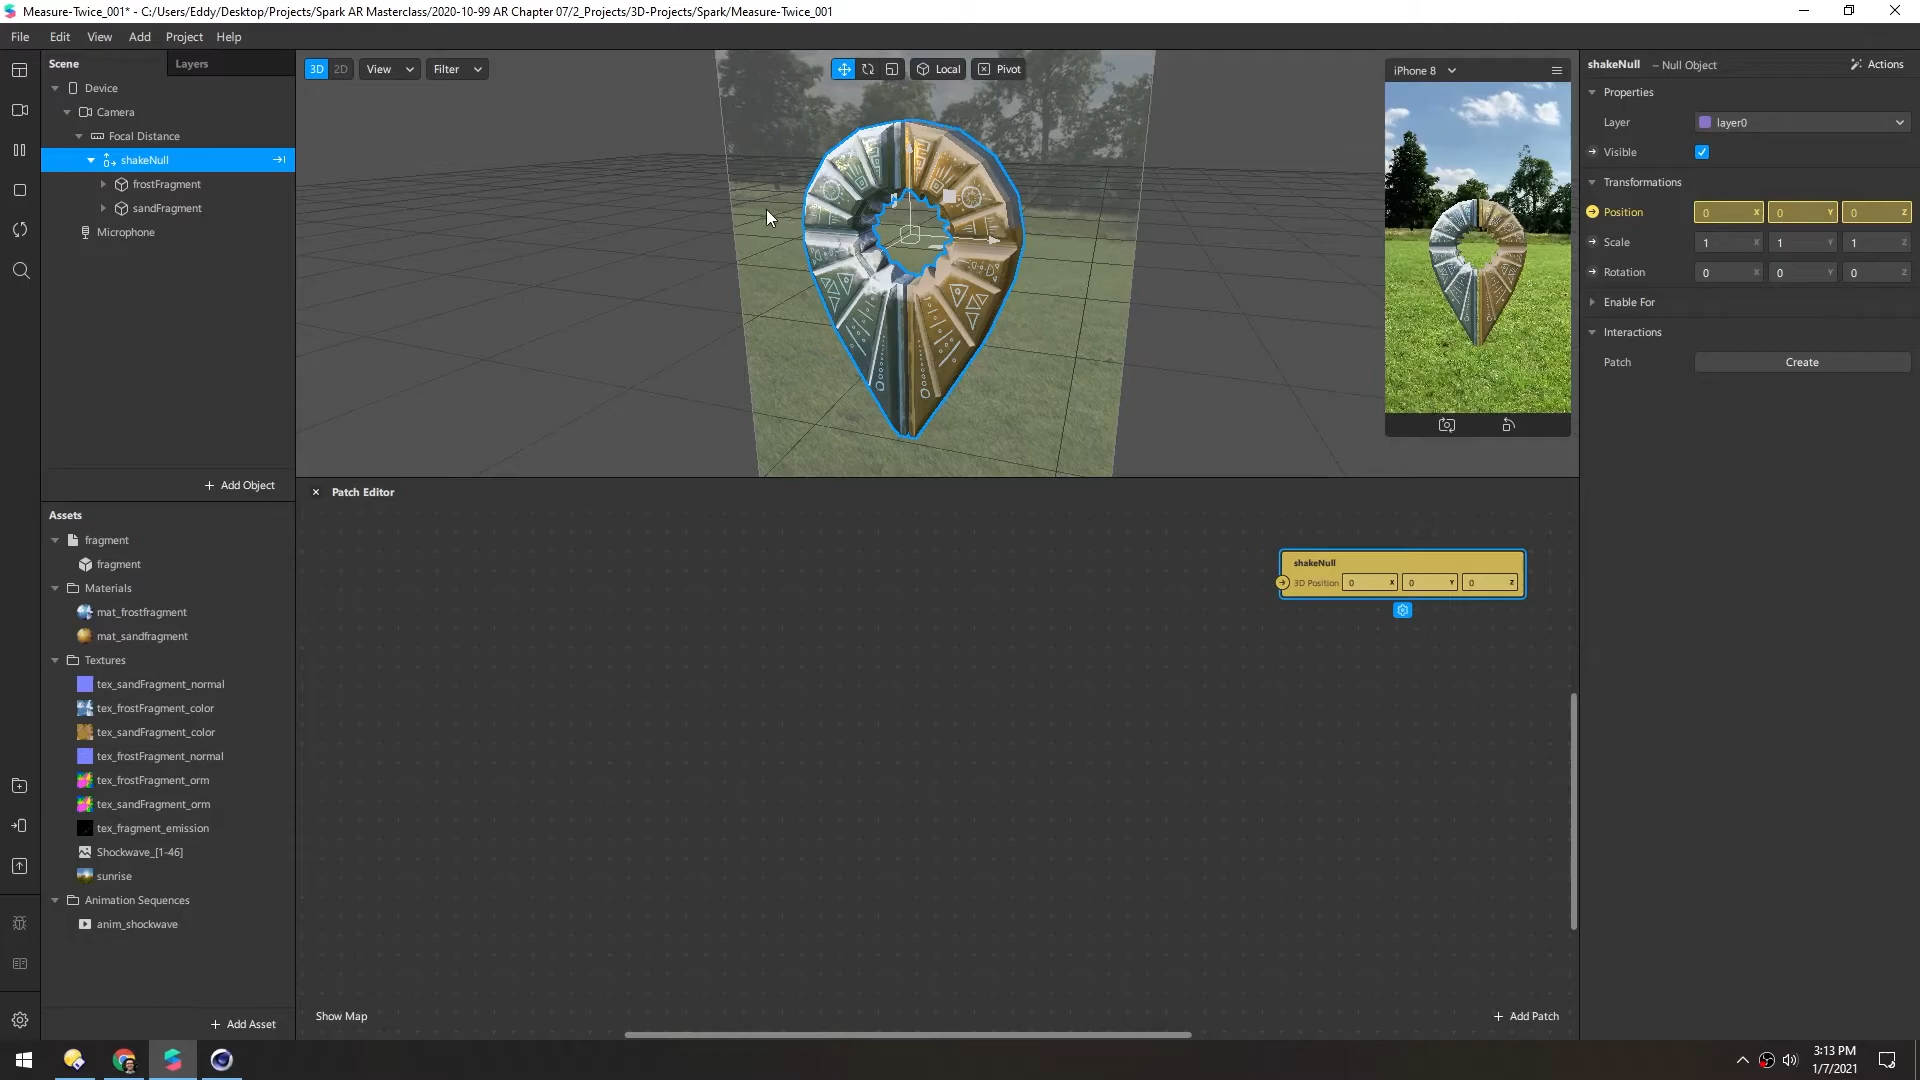 Measure-Twice_001* - C:/Users/Eddy/Desktop/Projects/Spark AR Masterclass/2020-10-99 AR Chapter 07/2_Projects/3D-Projects/Spark/Measure-Twice_001
File Edit View Add Project Help
Scene Layers
Device
Camera
Focal Distance
shakeNull
frostFragment
sandFragment
Microphone
+ Add Object
3D 2D View Filter
Local Pivot
iPhone 8
shakeNull – Null Object Actions
Properties
Layer layer0
Visible
Transformations
Position 0 X 0 Y 0 Z
Scale 1 X 1 Y 1 Z
Rotation 0 X 0 Y 0 Z
Enable For
Interactions
Patch Create
Assets
fragment
fragment
Materials
mat_frostfragment
mat_sandfragment
Textures
tex_sandFragment_normal
tex_frostFragment_color
tex_sandFragment_color
tex_frostFragment_normal
tex_frostFragment_orm
tex_sandFragment_orm
tex_fragment_emission
Shockwave_[1-46]
sunrise
Animation Sequences
anim_shockwave
+ Add Asset
Patch Editor
shakeNull
3D Position 0 X 0 Y 0 Z
Show Map
+ Add Patch
3:13 PM
1/7/2021